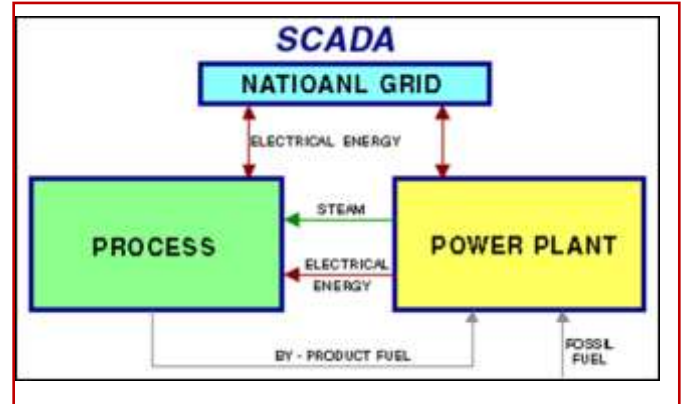 SCADA
NATIOANL GRID
ELECTRICAL ENERGY
STEAM
PROCESS
POWER PLANT
ELECTRICAL
ENERGY
BY - PRODUCT FUEL
FOSSIL
FUEL